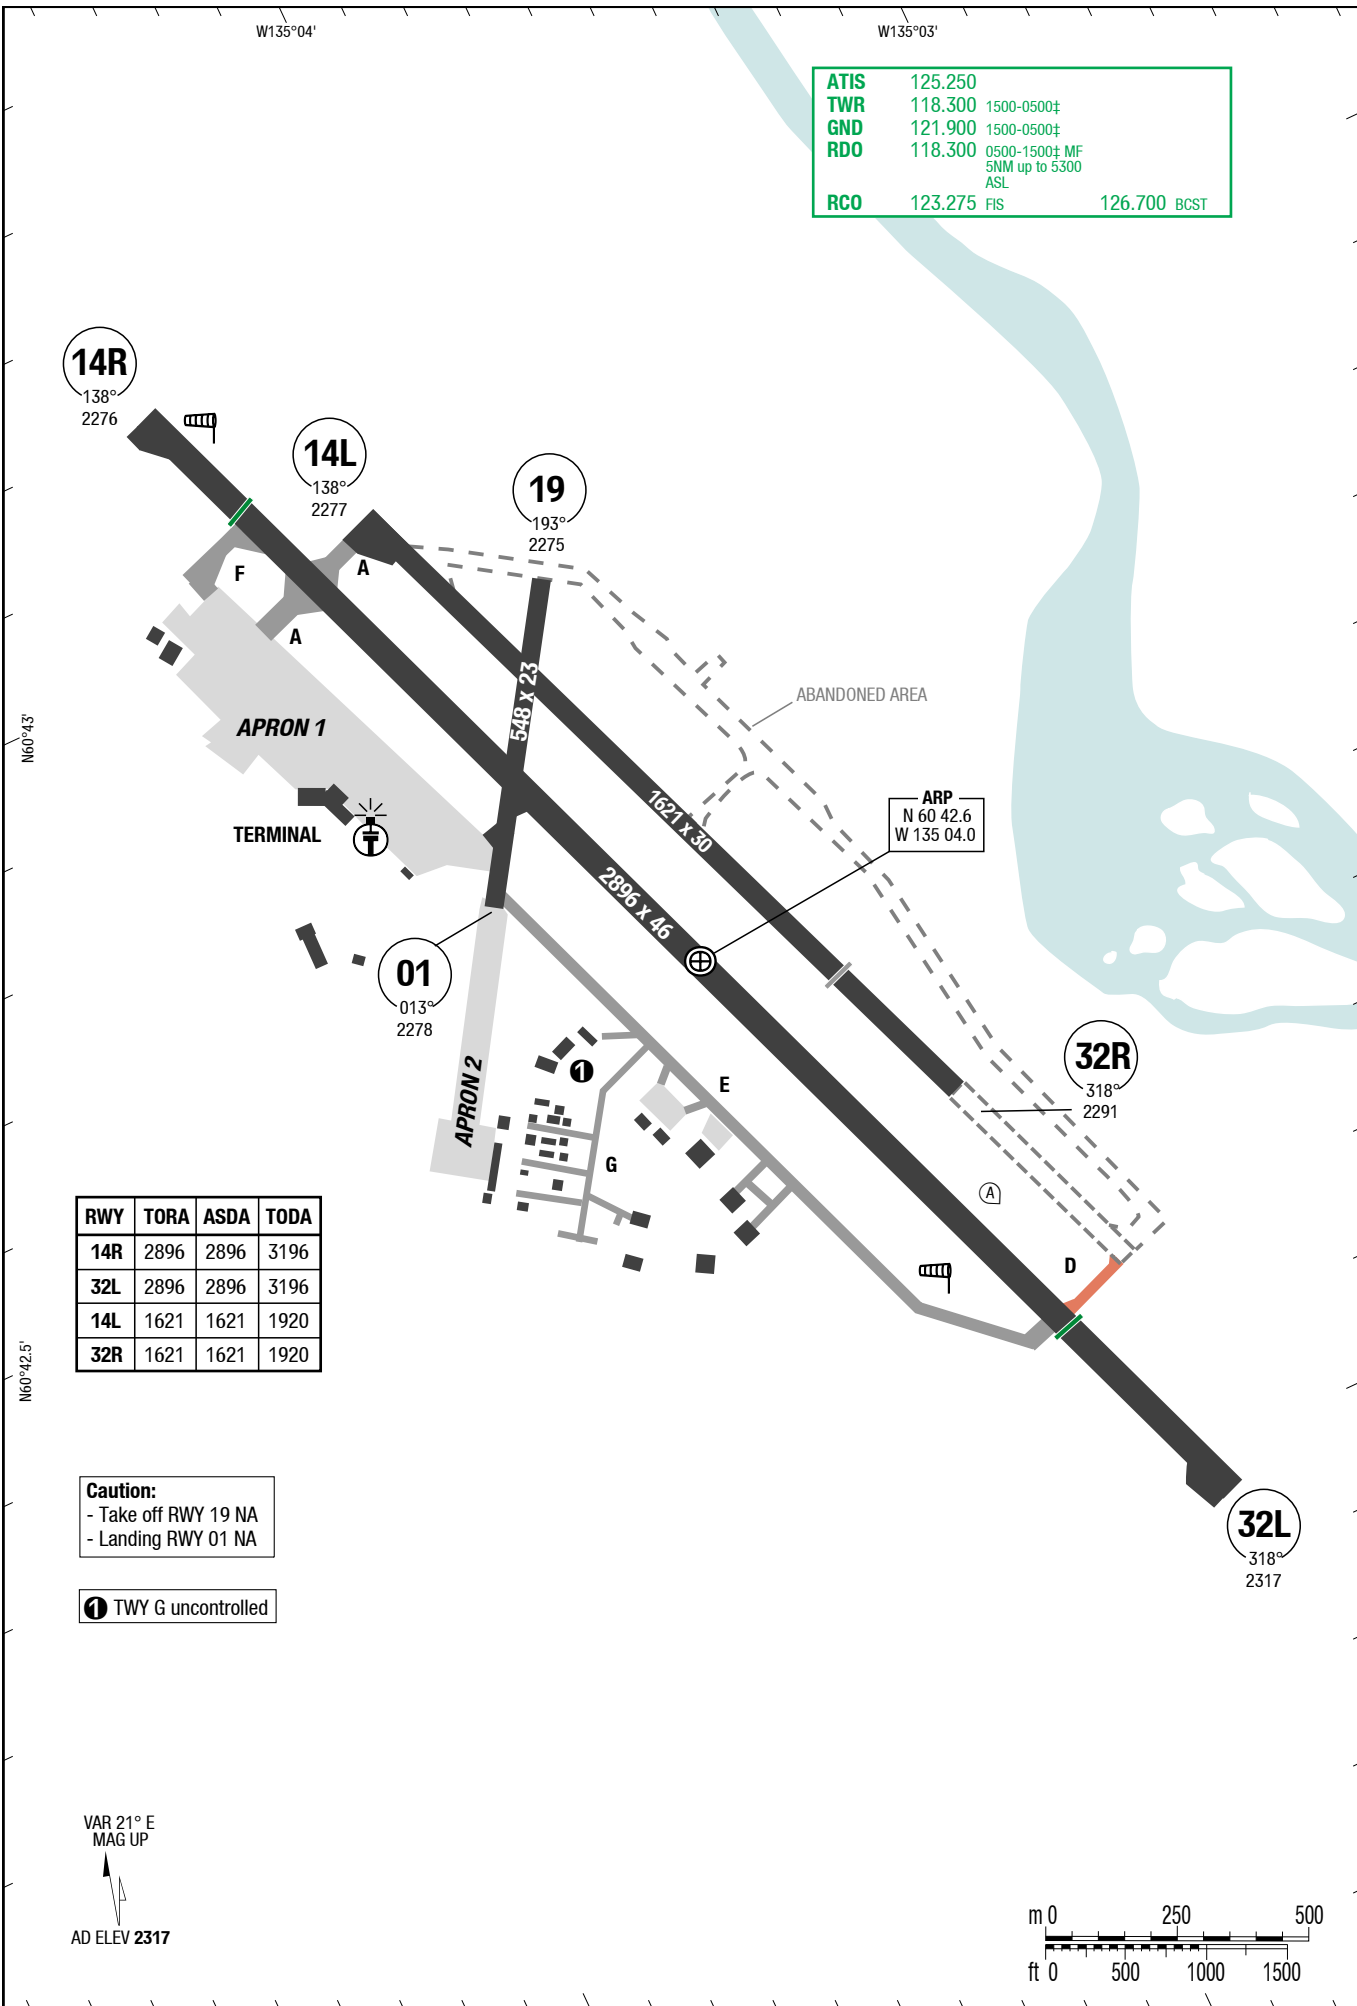 W135°04'
W135°03'
ATIS 125.250
TWR 118.300 1500-0500‡
GND 121.900 1500-0500‡
RDO 118.300 0500-1500‡ MF
5NM up to 5300
ASL
RCO 123.275 FIS 126.700 BCST
14R
138°
2276
14L
138°
2277
19
193°
2275
F
A
A
548 x 23
ABANDONED AREA
N60°43'
APRON 1
TERMINAL
1621 x 30
ARP
N 60 42.6
W 135 04.0
2896 x 46
01
013°
2278
32R
318°
2291
APRON 2
1
E
G
A
D
RWY TORA ASDA TODA
14R 2896 2896 3196
32L 2896 2896 3196
14L 1621 1621 1920
32R 1621 1621 1920
N60°42.5'
Caution:
- Take off RWY 19 NA
- Landing RWY 01 NA
32L
318°
2317
1 TWY G uncontrolled
VAR 21° E
MAG UP
AD ELEV 2317
m 0 250 500
ft 0 500 1000 1500